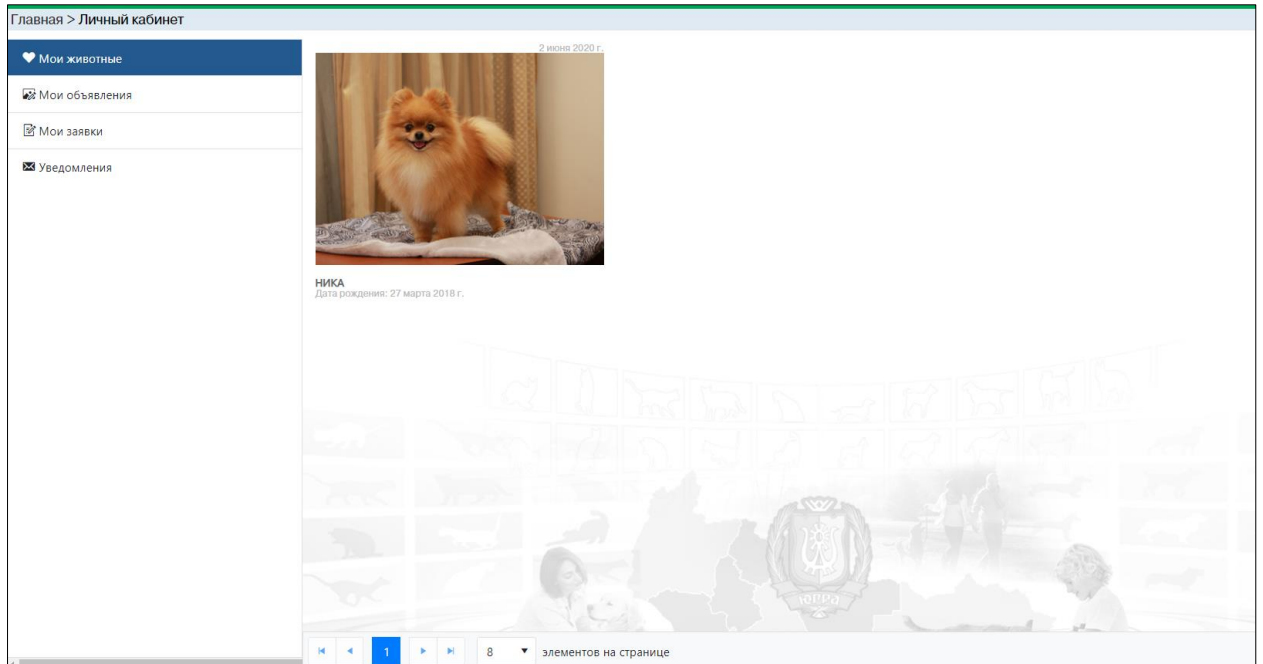 Главная > Личный кабинет
Мои животные
Мои объявления
Мои заявки
Уведомления
2 июня 2020 г.
НИКА
Дата рождения: 27 марта 2018 г.
ЮГРА
1
8
элементов на странице